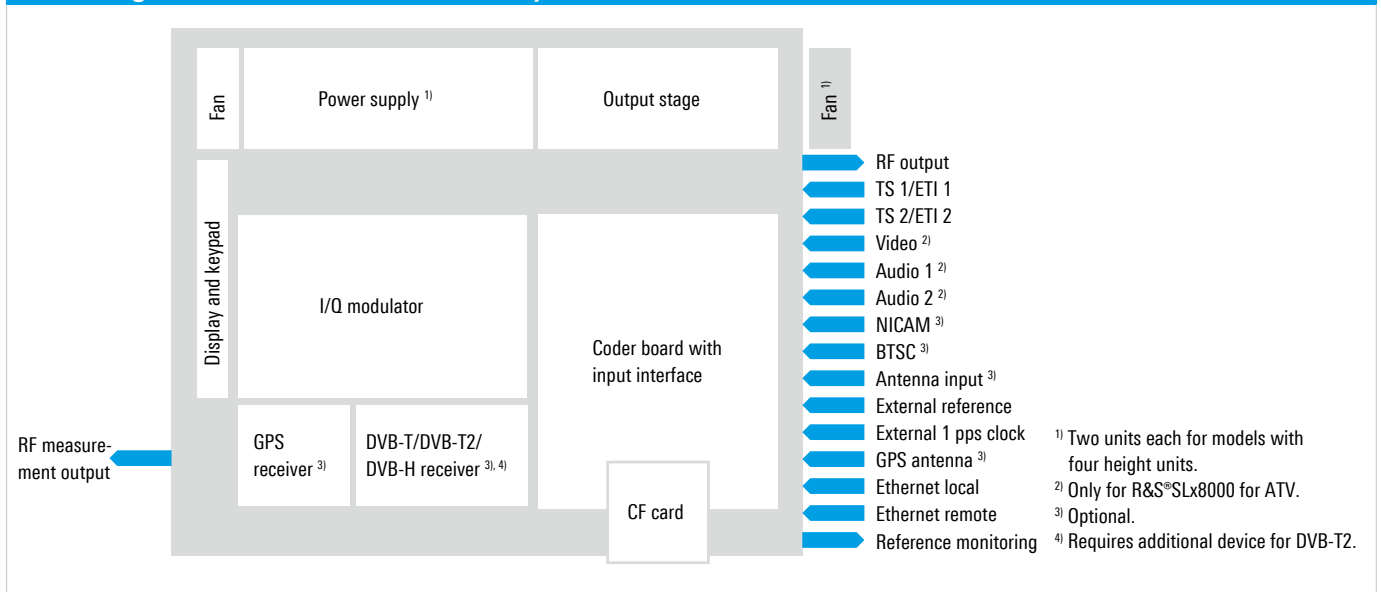 Fan
Power supply 1)
Output stage
Fan 1)
Display and keypad
I/Q modulator
Coder board with
input interface
GPS
receiver 3)
DVB-T/DVB-T2/
DVB-H receiver 3), 4)
CF card
RF measure-
ment output
RF output
TS 1/ETI 1
TS 2/ETI 2
Video 2)
Audio 1 2)
Audio 2 2)
NICAM 3)
BTSC 3)
Antenna input 3)
External reference
External 1 pps clock
GPS antenna 3)
Ethernet local
Ethernet remote
Reference monitoring
1) Two units each for models with
four height units.
2) Only for R&S®SLx8000 for ATV.
3) Optional.
4) Requires additional device for DVB-T2.